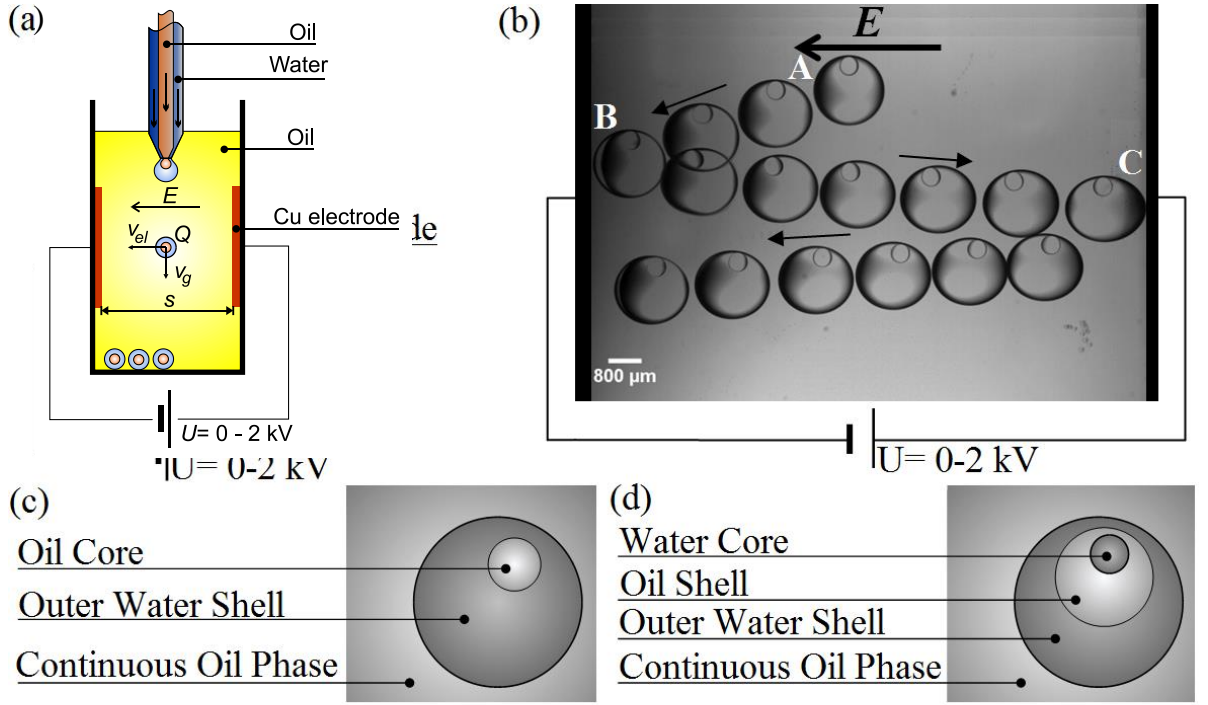 (a)
Oil
Water
Oil
E
Cu electrode
de
v_el
Q
v_g
s
U= 0 - 2 kV
U= 0-2 kV
(b)
E
A
B
C
800 µm
U= 0-2 kV
(c)
Oil Core
Outer Water Shell
Continuous Oil Phase
(d)
Water Core
Oil Shell
Outer Water Shell
Continuous Oil Phase